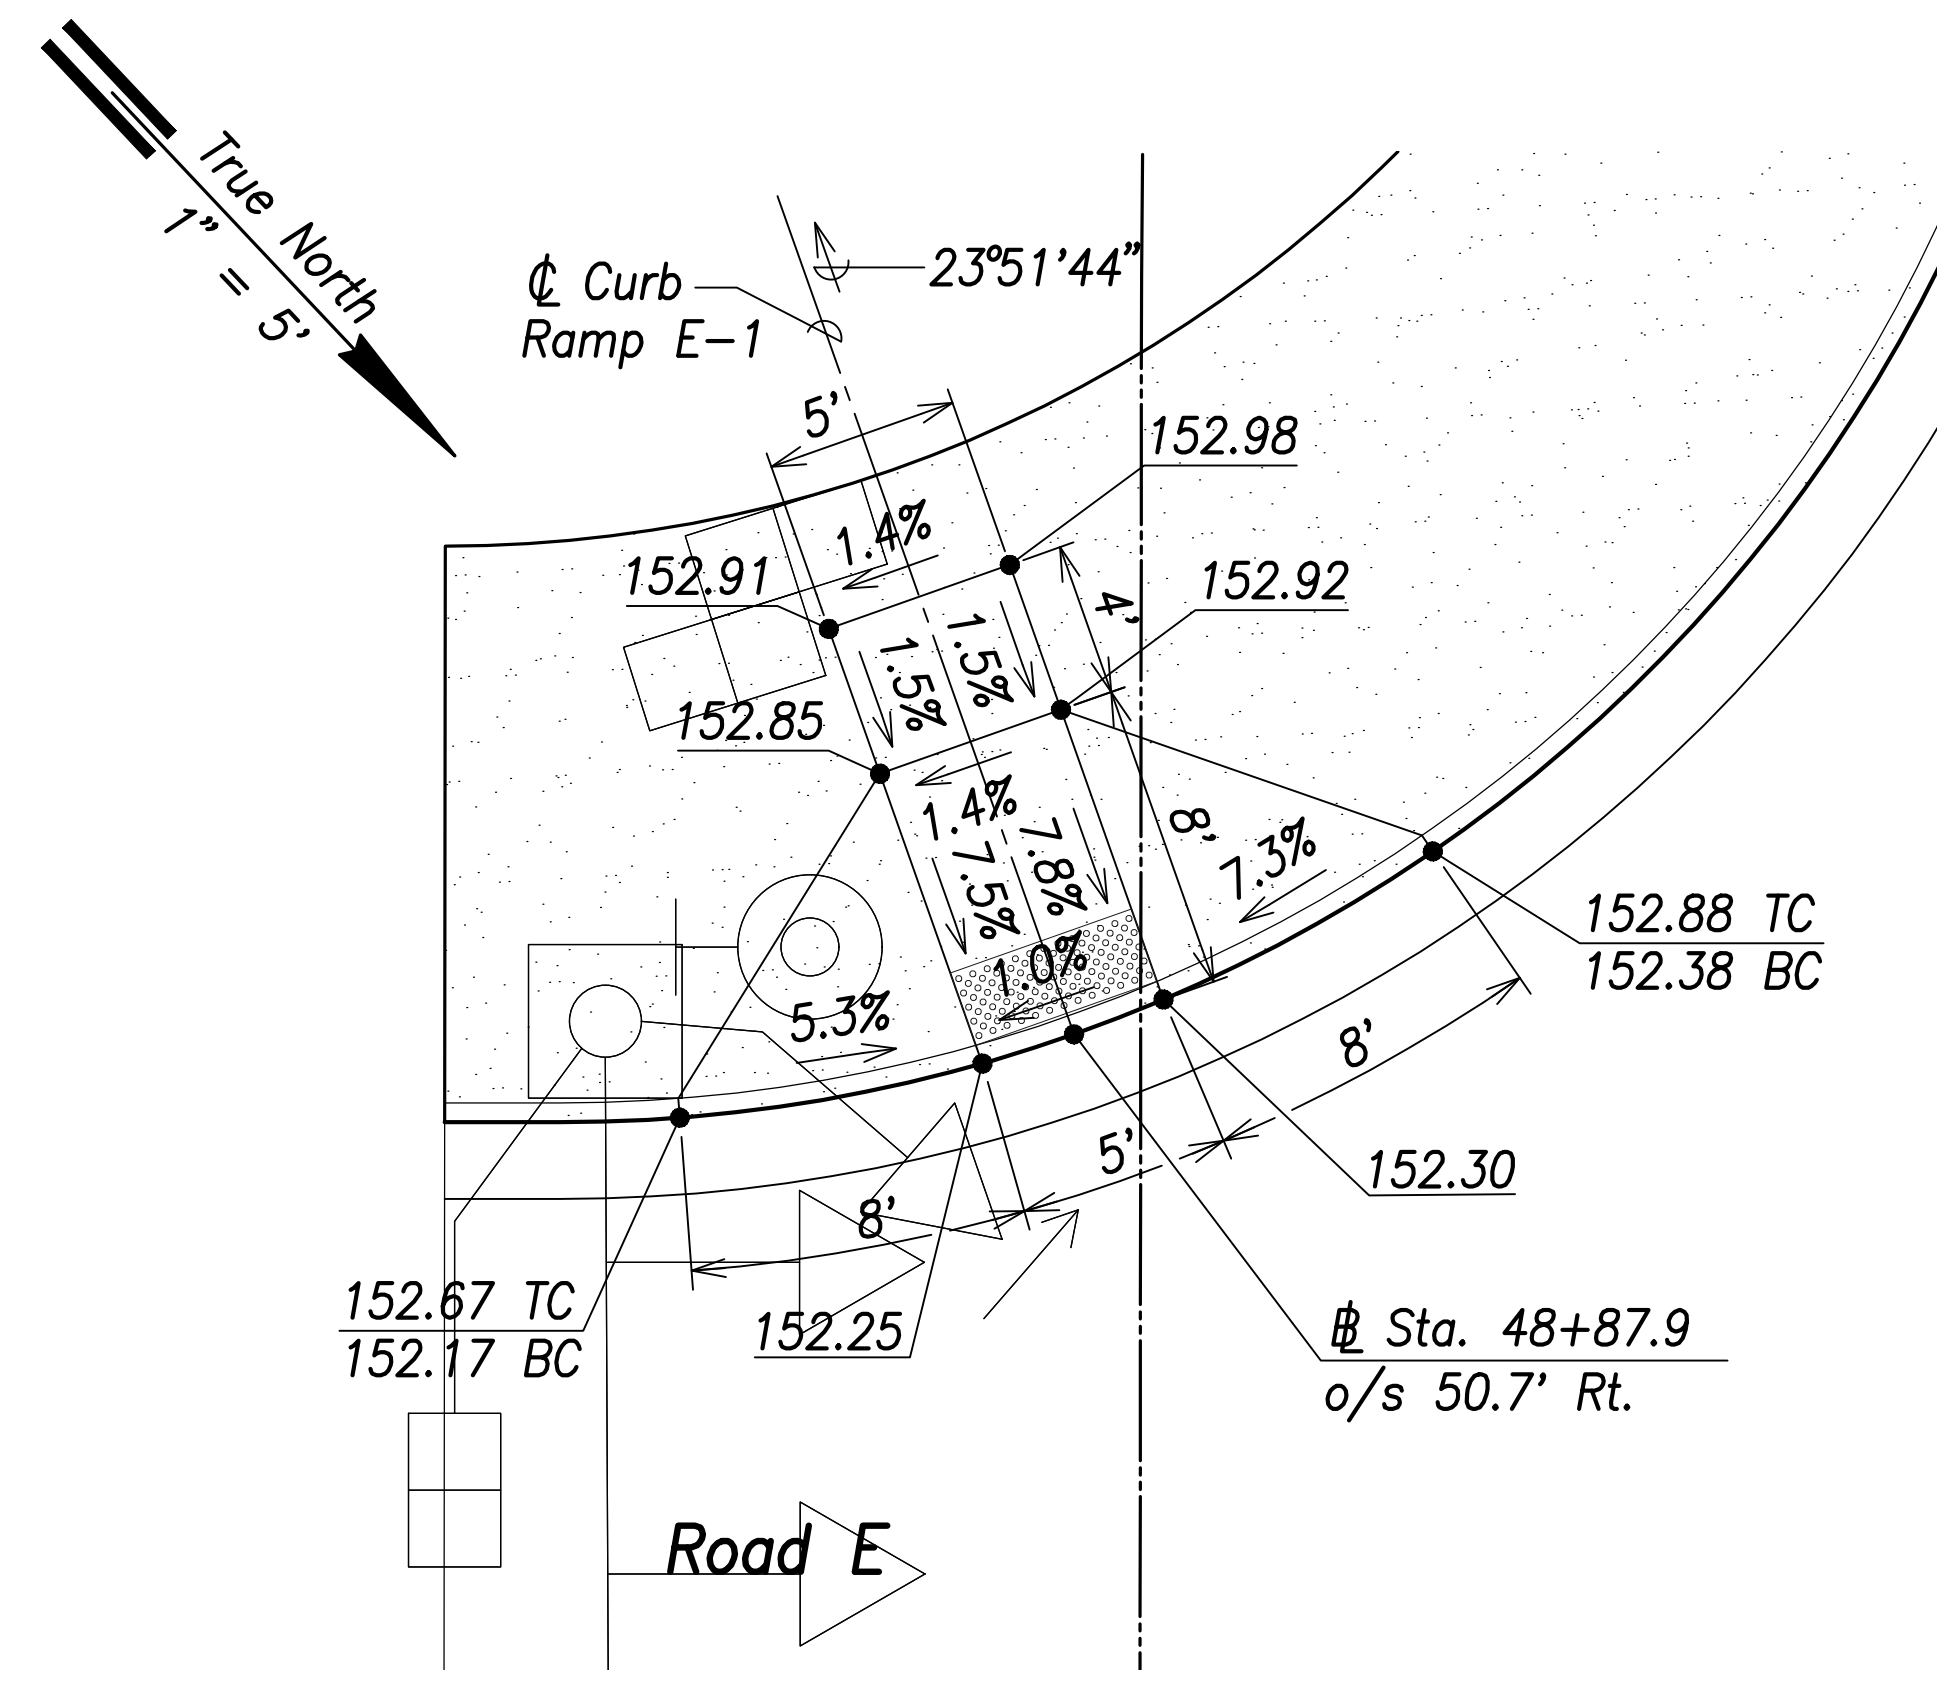 True North
1" = 5'
℄ Curb
Ramp E-1
23°51'44"
5'
152.98
1.4%
152.91
152.92
4'
1.5%
1.5%
152.85
1.4%
8'
7.8%
7.5%
7.3%
1.0%
152.88 TC
152.38 BC
5.3%
8'
5'
152.30
8'
152.67 TC
152.17 BC
152.25
BL Sta. 48+87.9
o/s 50.7' Rt.
Road E